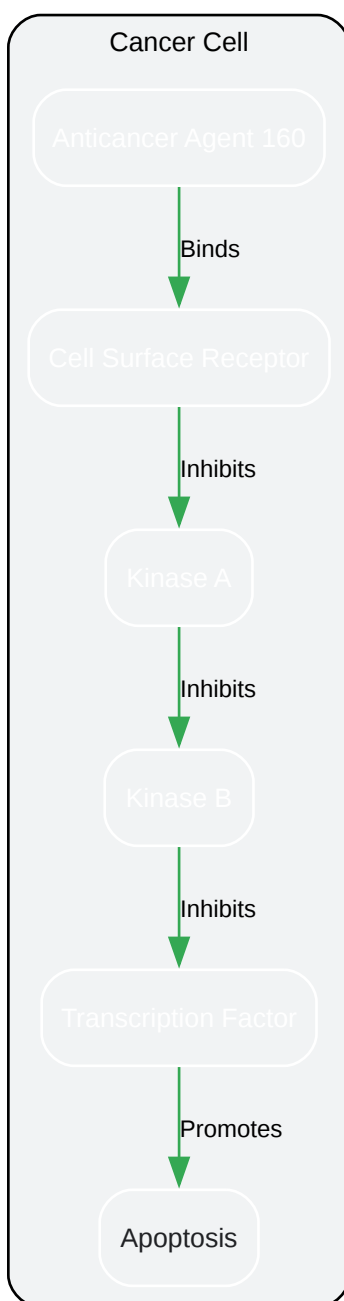 Cancer Cell
Anticancer Agent 160
Binds
Cell Surface Receptor
Inhibits
Kinase A
Inhibits
Kinase B
Inhibits
Transcription Factor
Promotes
Apoptosis